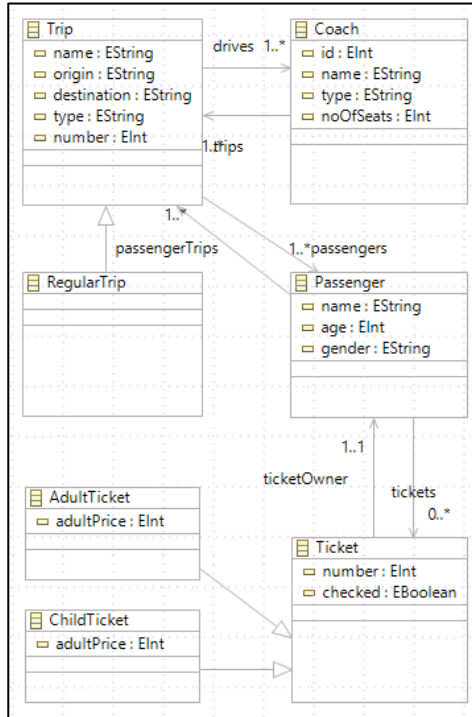 Trip
name : EString
origin : EString
destination : EString
type : EString
number : EInt
drives 1..*
Coach
id : EInt
name : EString
type : EString
noOfSeats : EInt
1..*
trips
1..*
passengerTrips
1..*passengers
RegularTrip
Passenger
name : EString
age : EInt
gender : EString
1..1
ticketOwner
tickets
0..*
AdultTicket
adultPrice : EInt
Ticket
number : EInt
checked : EBoolean
ChildTicket
adultPrice : EInt